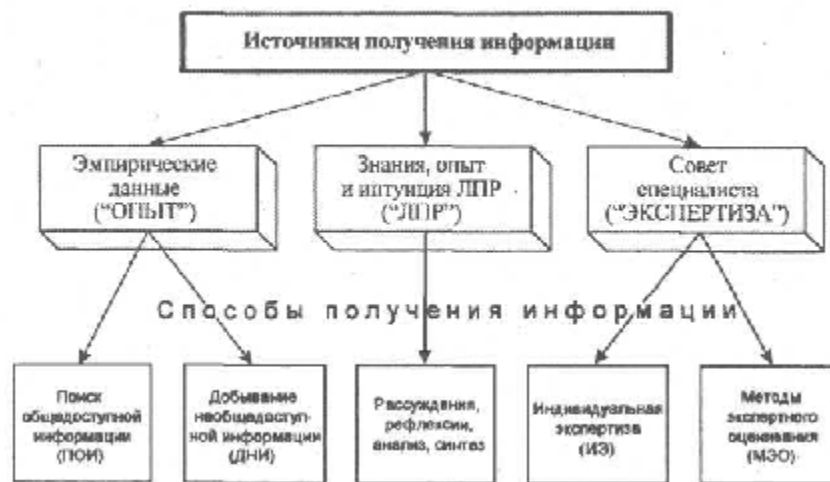 Источники получения информации
Эмпирические
данные
("ОПЫТ")
Знания, опыт
и интуиция ЛПР
("ЛПР")
Совет
специалиста
("ЭКСПЕРТИЗА")
Способы получения информации
Поиск
общедоступной
информации
(ПОИ)
Добывание
необщедоступ-
ной информации
(ДНИ)
Рассуждения,
рефлексии,
анализ, синтаз
Индивидуальная
экспертиза
(ИЭ)
Методы
экспертного
оценивания
(МЭО)